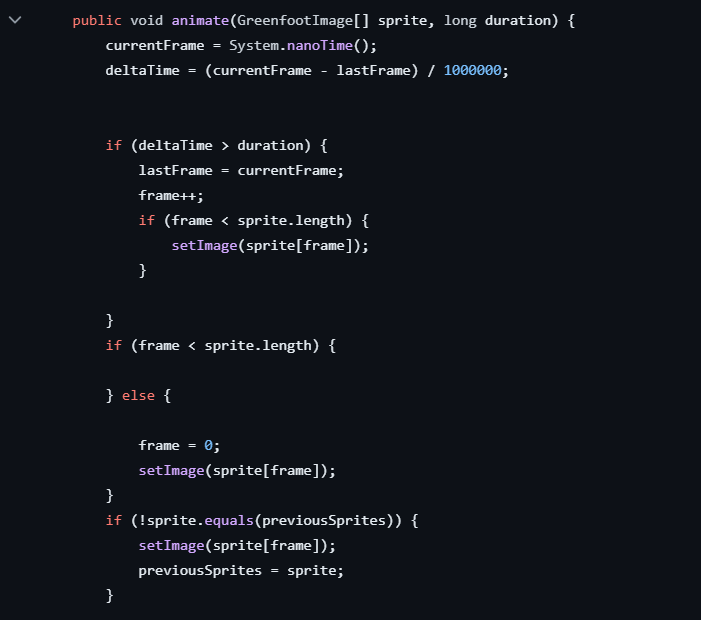 public void animate(GreenfootImage[] sprite, long duration) {
currentFrame = System.nanoTime();
deltaTime = (currentFrame - lastFrame) / 1000000;
if (deltaTime > duration) {
lastFrame = currentFrame;
frame++;
if (frame < sprite.length) {
setImage(sprite[frame]);
}
}
if (frame < sprite.length) {
} else {
frame = 0;
setImage(sprite[frame]);
}
if (!sprite.equals(previousSprites)) {
setImage(sprite[frame]);
previousSprites = sprite;
}